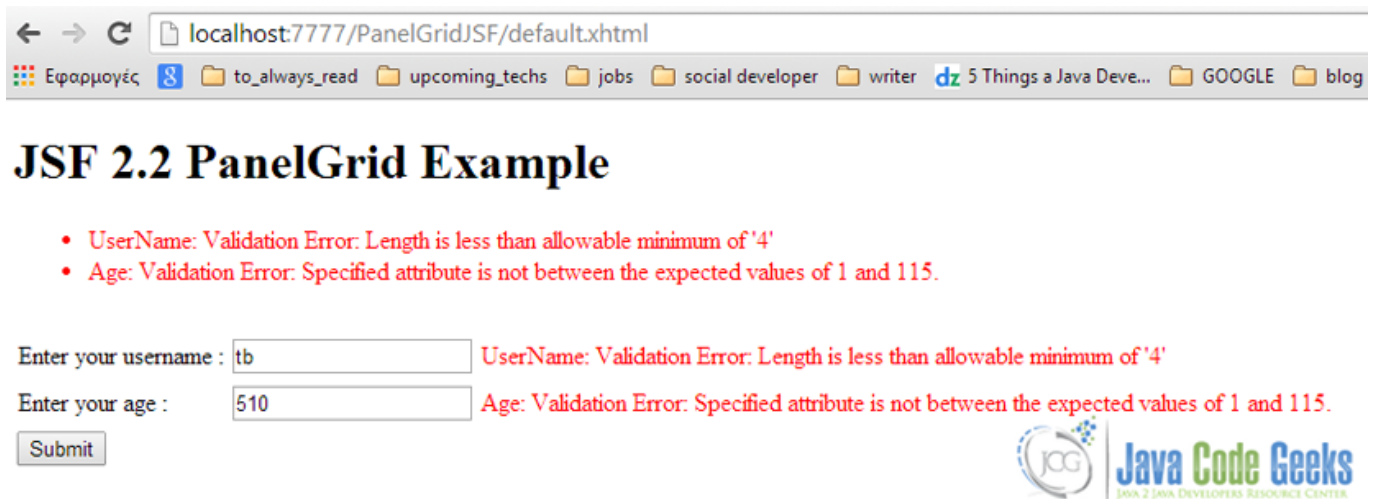 localhost:7777/PanelGridJSF/default.xhtml
Εφαρμογές 8 to_always_read upcoming_techs jobs social developer writer dz 5 Things a Java Deve... GOOGLE blog
JSF 2.2 PanelGrid Example
• UserName: Validation Error: Length is less than allowable minimum of '4'
• Age: Validation Error: Specified attribute is not between the expected values of 1 and 115.
Enter your username : tb UserName: Validation Error: Length is less than allowable minimum of '4'
Enter your age : 510 Age: Validation Error: Specified attribute is not between the expected values of 1 and 115.
Submit
JCG Java Code Geeks
JAVA 2 JAVA DEVELOPERS RESOURCE CENTER